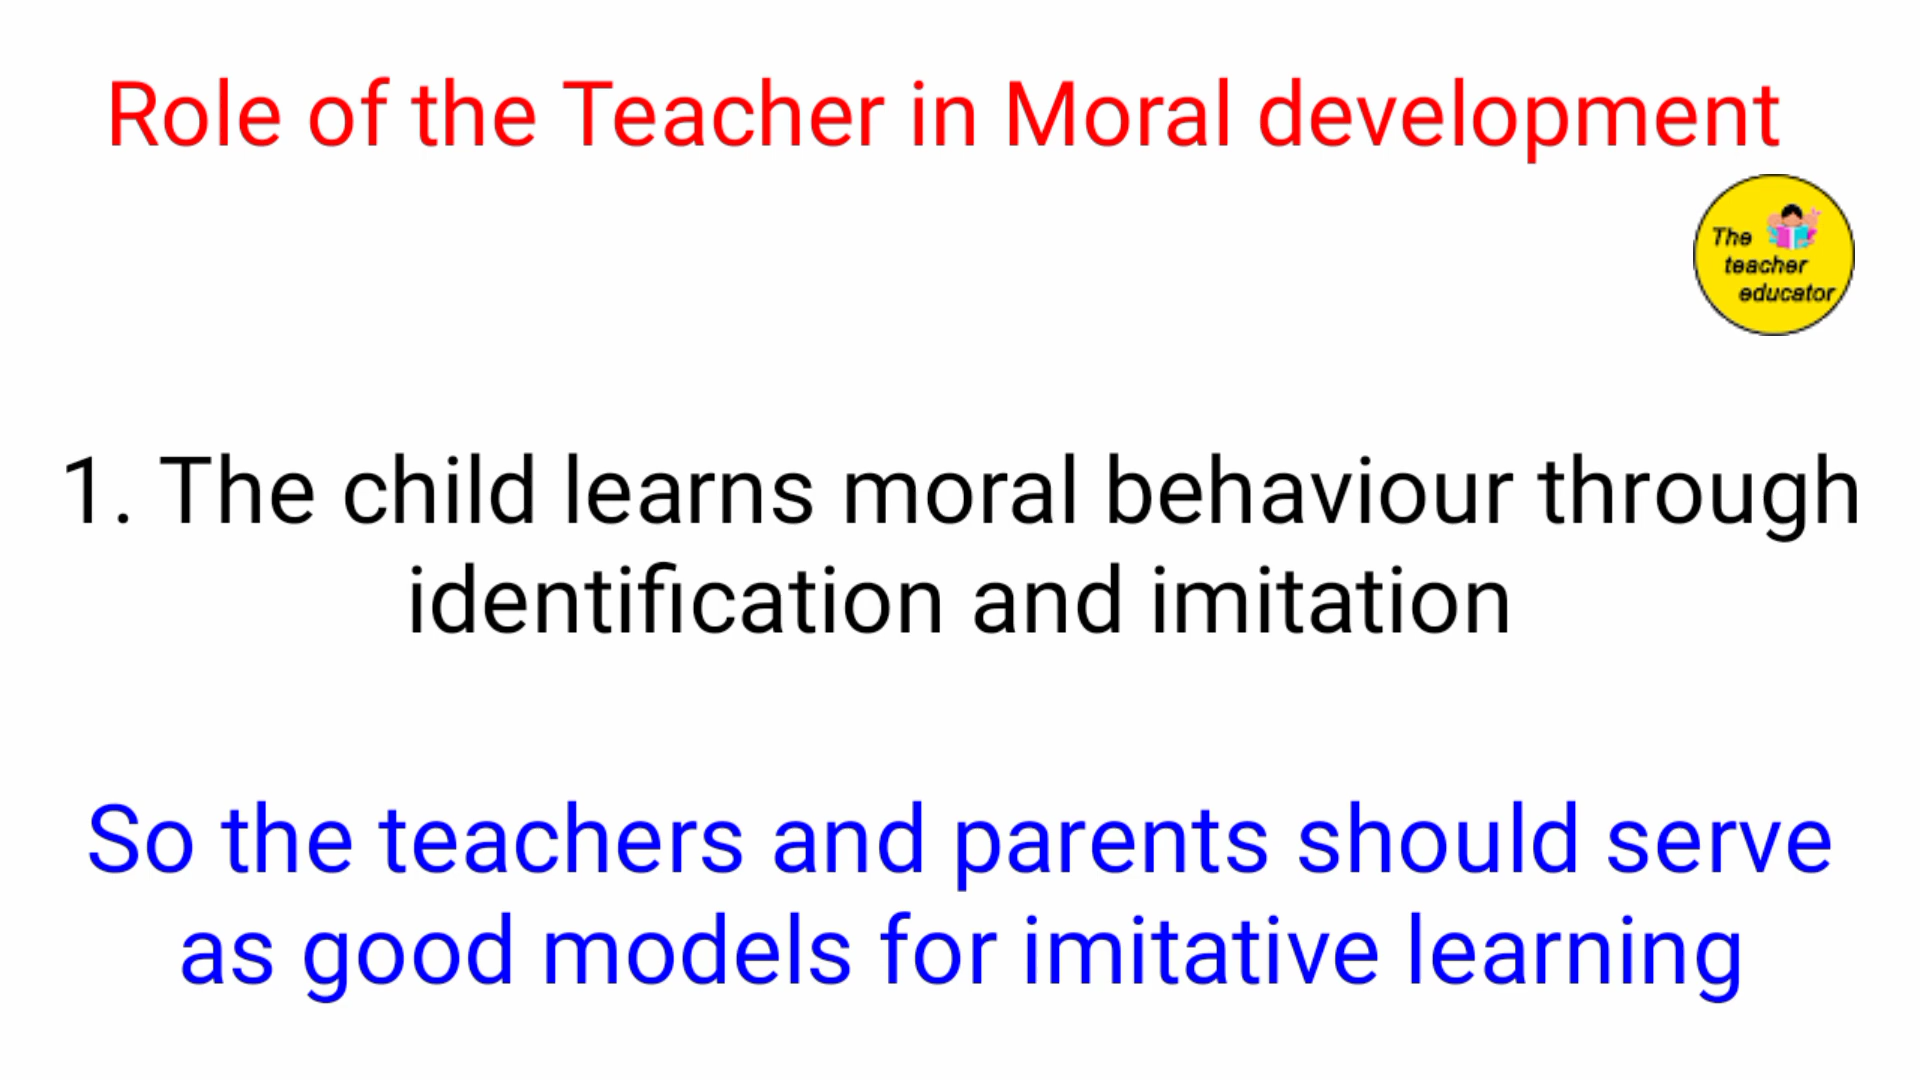 Role of the Teacher in Moral development
The
teacher
educator
1. The child learns moral behaviour through
identification and imitation
So the teachers and parents should serve
as good models for imitative learning